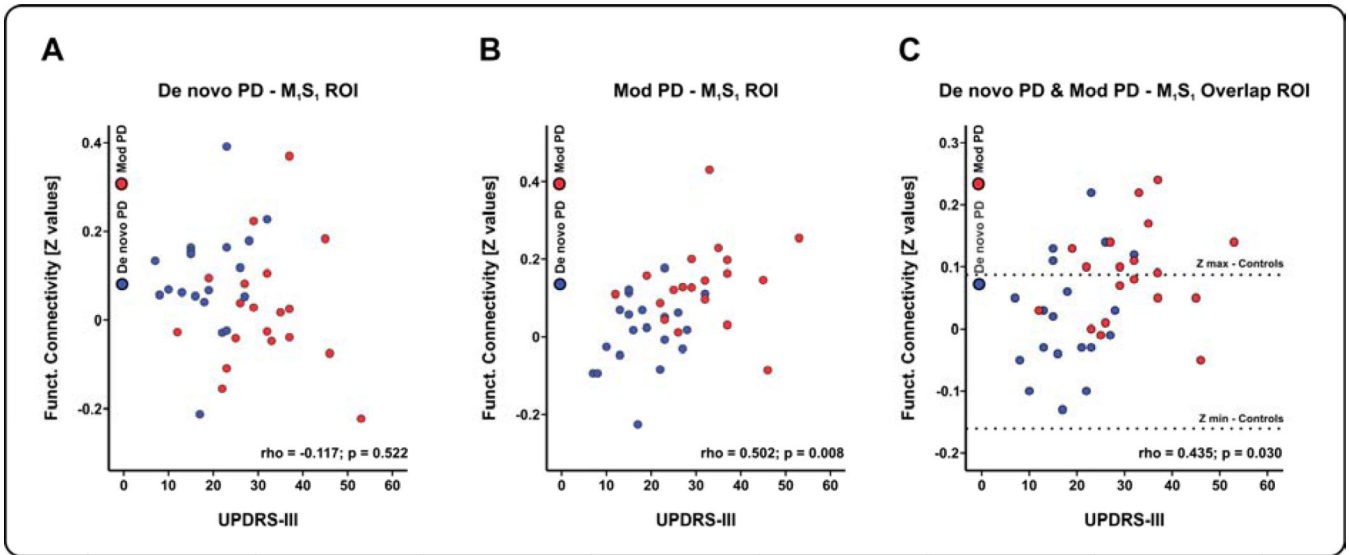 A
De novo PD - M₁S₁ ROI
Funct. Connectivity [Z values]
De novo PD
Mod PD
0.4
0.2
0
-0.2
0
10
20
30
40
50
60
rho = -0.117; p = 0.522
UPDRS-III
B
Mod PD - M₁S₁ ROI
Funct. Connectivity [Z values]
De novo PD
Mod PD
0.4
0.2
0
-0.2
0
10
20
30
40
50
60
rho = 0.502; p = 0.008
UPDRS-III
C
De novo PD & Mod PD - M₁S₁ Overlap ROI
Funct. Connectivity [Z values]
De novo PD
Mod PD
0.3
0.2
0.1
0
-0.1
-0.2
Z max - Controls
Z min - Controls
0
10
20
30
40
50
60
rho = 0.435; p = 0.030
UPDRS-III